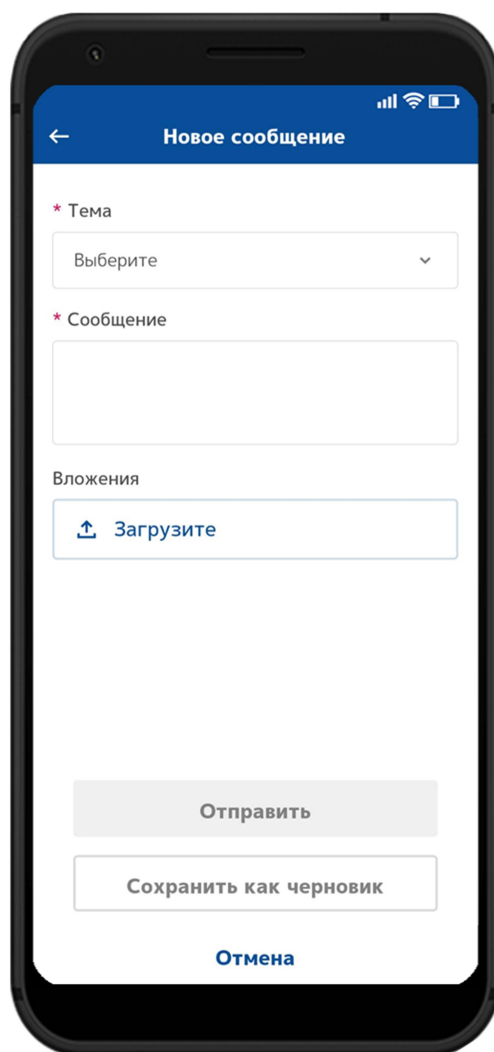 Новое сообщение
* Тема
Выберите
* Сообщение
Вложения
Загрузите
Отправить
Сохранить как черновик
Отмена